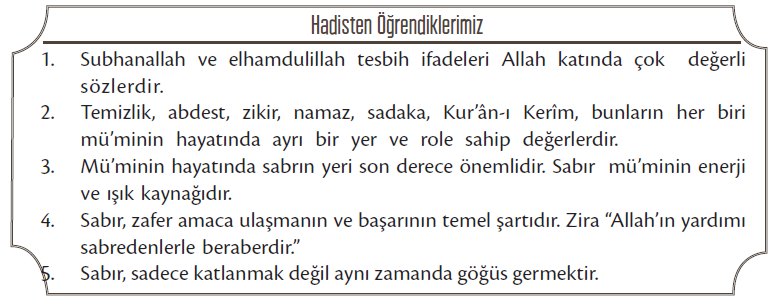 Hadisten Öğrendiklerimiz
1. Subhanallah ve elhamdulillah tesbih ifadeleri Allah katında çok değerli
sözlerdir.
2. Temizlik, abdest, zikir, namaz, sadaka, Kur’ân-ı Kerîm, bunların her biri
mü’minin hayatında ayrı bir yer ve role sahip değerlerdir.
3. Mü’minin hayatında sabrın yeri son derece önemlidir. Sabır mü’minin enerji
ve ışık kaynağıdır.
4. Sabır, zafer amaca ulaşmanın ve başarının temel şartıdır. Zira “Allah’ın yardımı
sabredenlerle beraberdir.”
5. Sabır, sadece katlanmak değil aynı zamanda göğüs germektir.